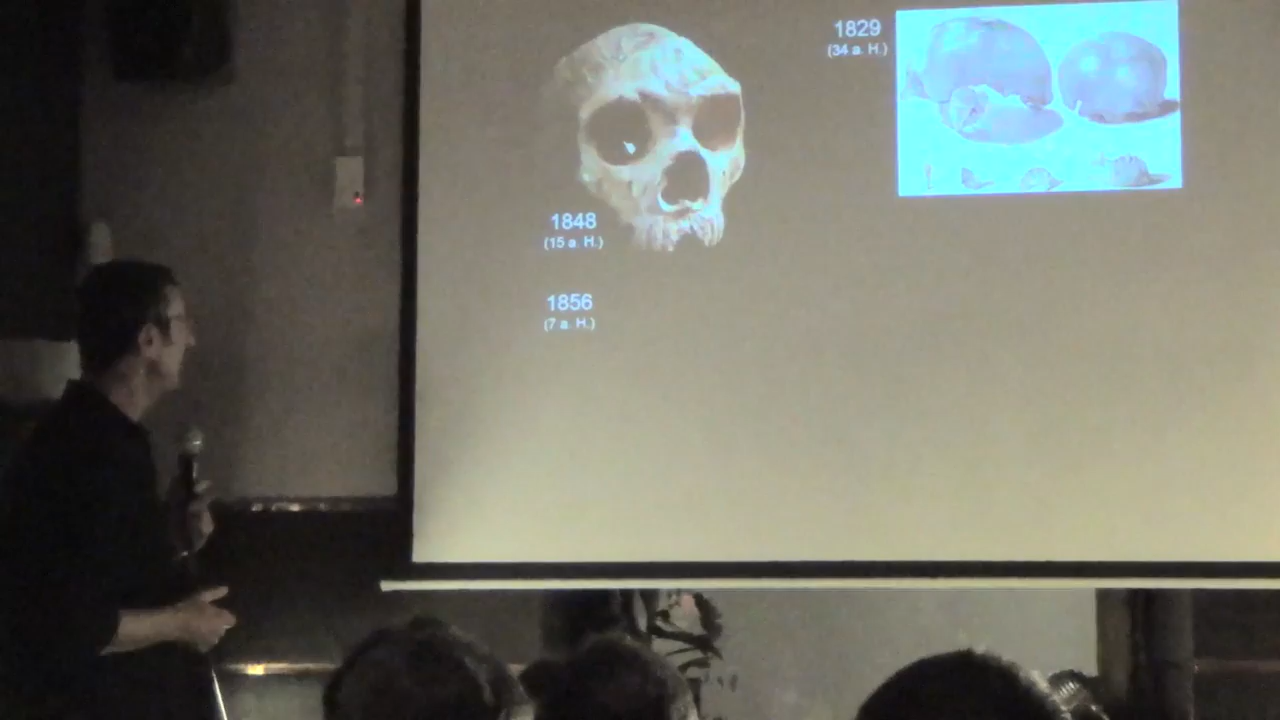 1829
(34 a. H.)
1848
(15 a. H.)
1856
(7 a. H.)